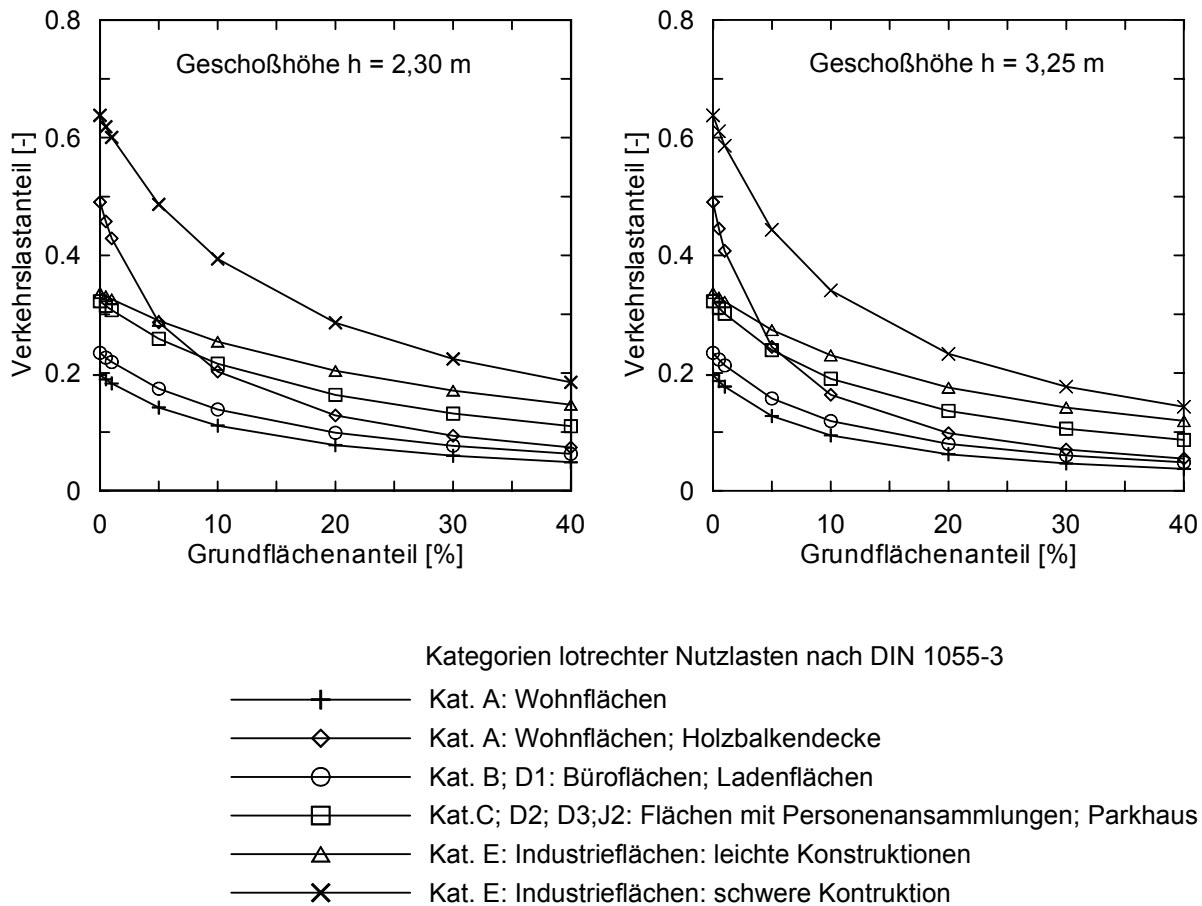 0.8
0.6
0.4
0.2
0
Verkehrslastanteil [-]
Geschoßhöhe h = 2,30 m
0 10 20 30 40
Grundflächenanteil [%]
0.8
0.6
0.4
0.2
0
Verkehrslastanteil [-]
Geschoßhöhe h = 3,25 m
0 10 20 30 40
Grundflächenanteil [%]
Kategorien lotrechter Nutzlasten nach DIN 1055-3
Kat. A: Wohnflächen
Kat. A: Wohnflächen; Holzbalkendecke
Kat. B; D1: Büroflächen; Ladenflächen
Kat.C; D2; D3;J2: Flächen mit Personenansammlungen; Parkhaus
Kat. E: Industrieflächen: leichte Konstruktionen
Kat. E: Industrieflächen: schwere Kontruktion